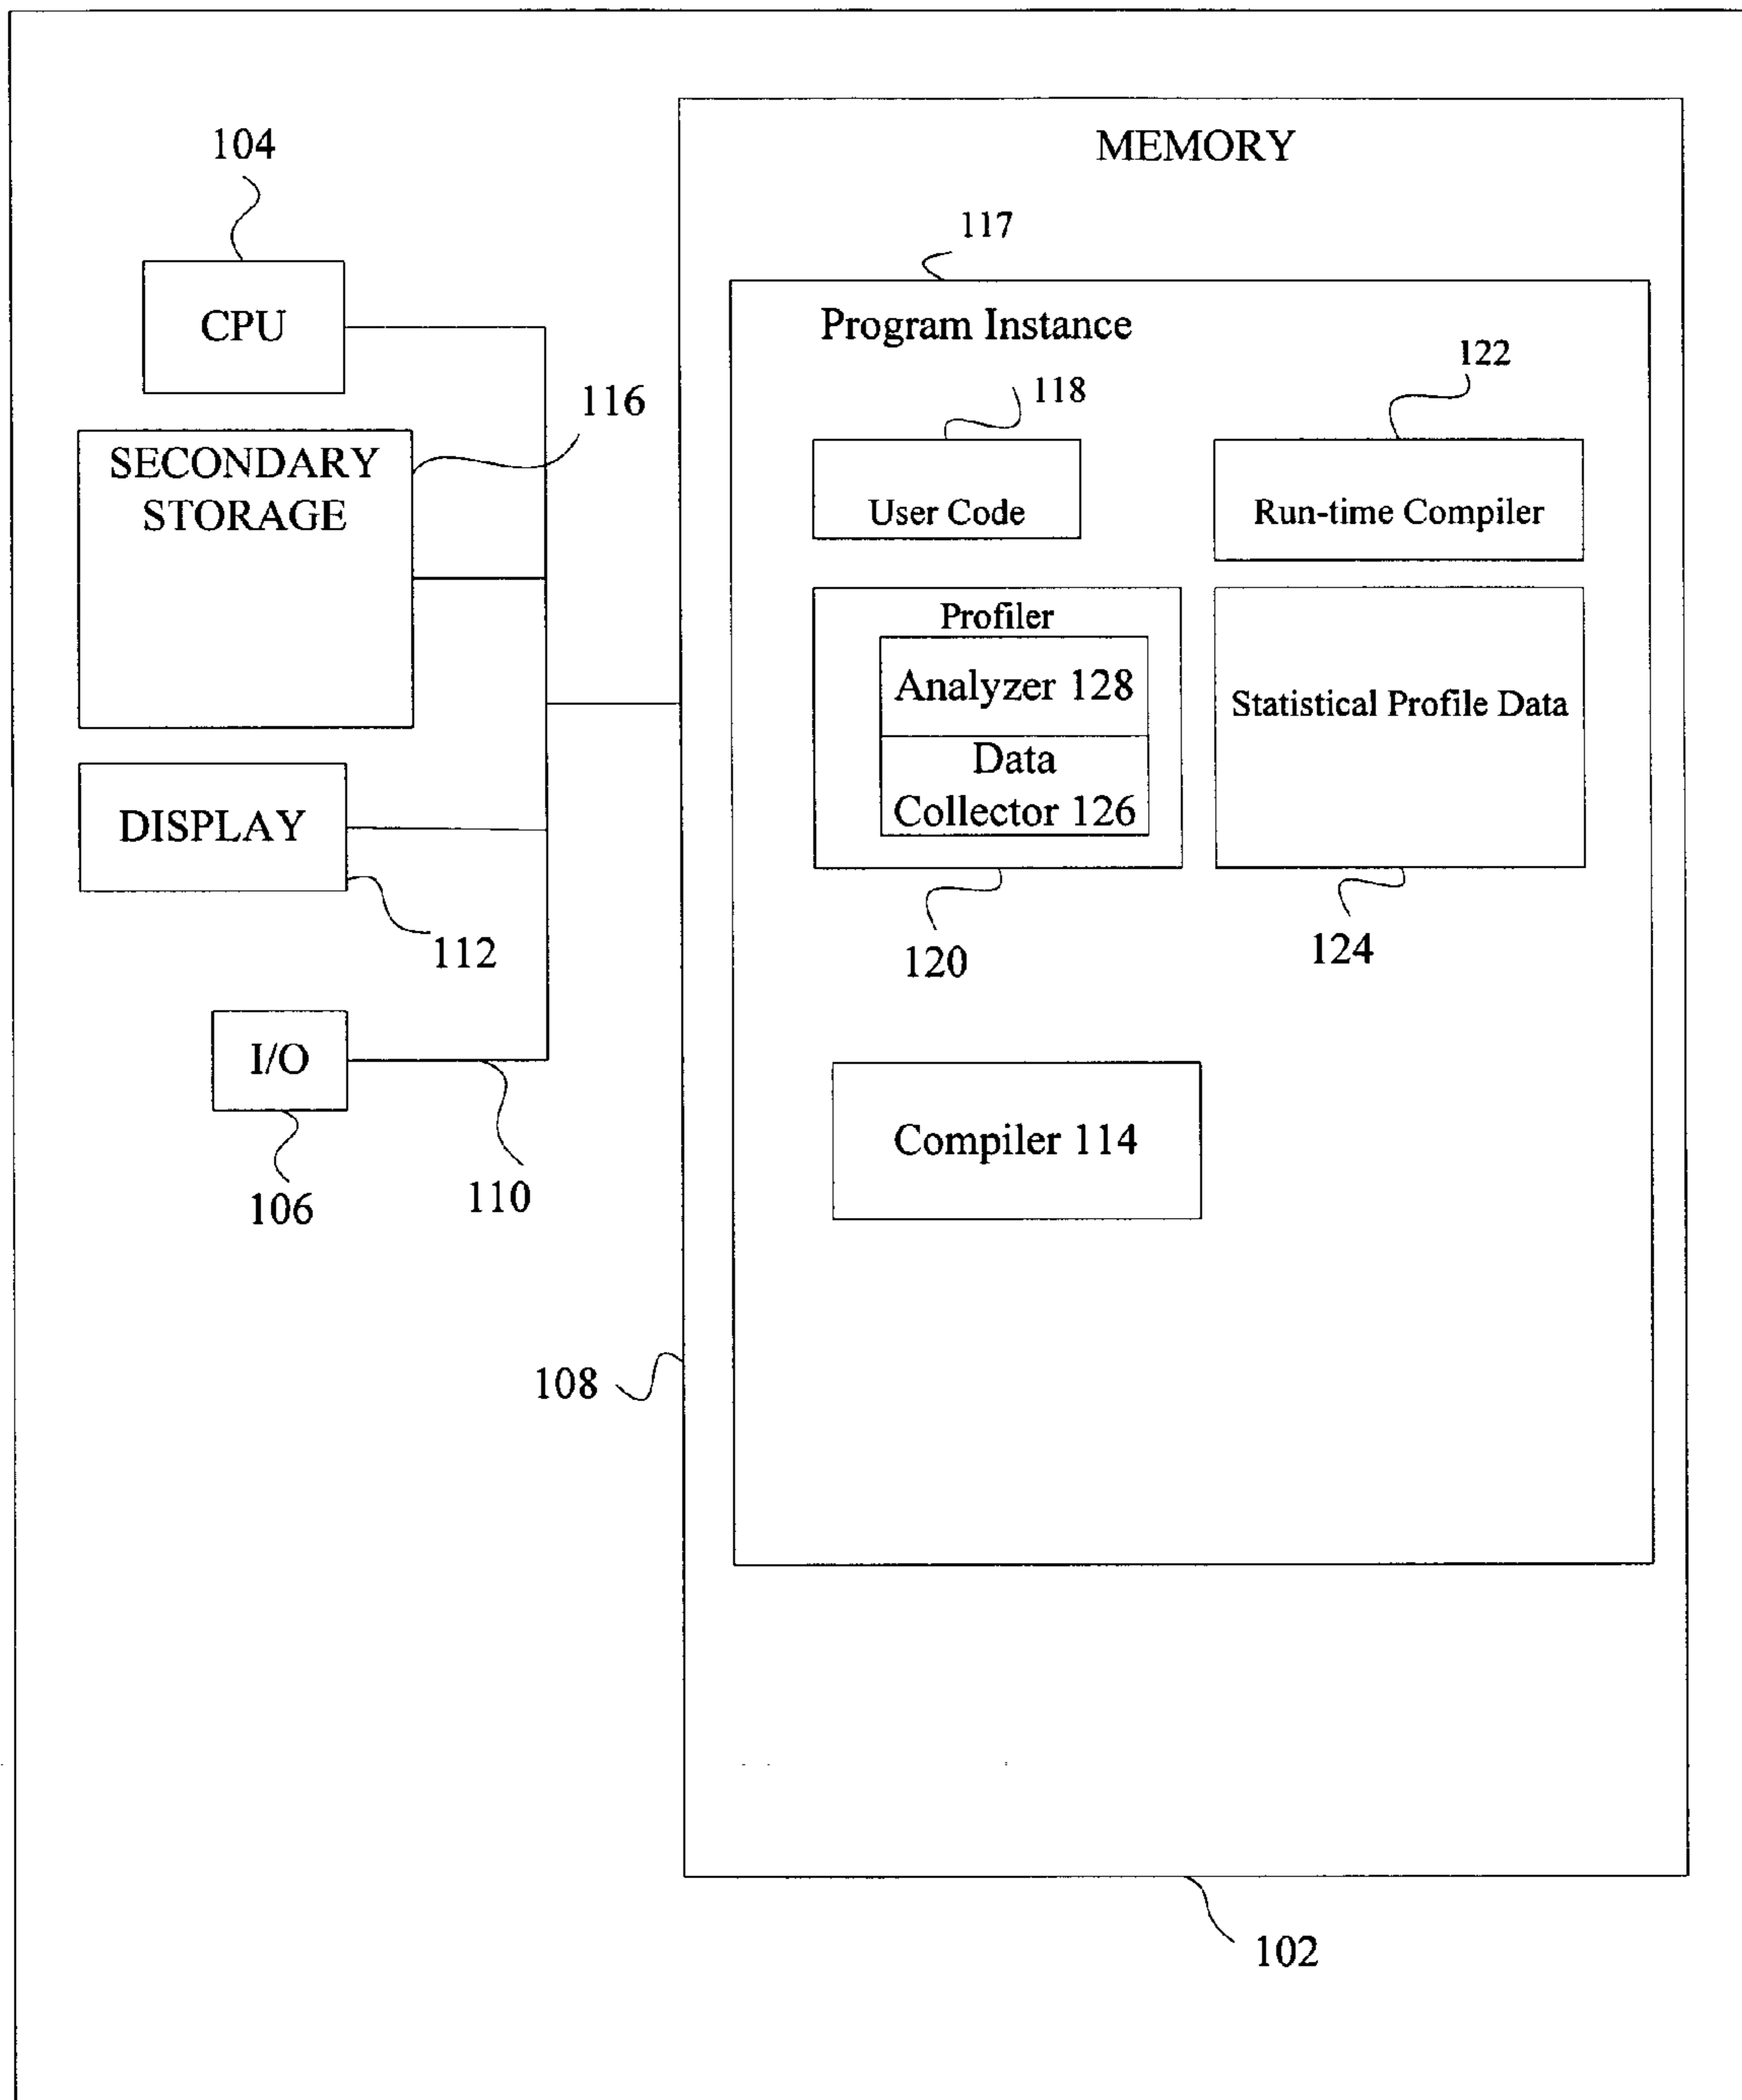 MEMORY
104
117
CPU
Program Instance
122
116
118
SECONDARY
STORAGE
User Code
Run-time Compiler
Profiler
Analyzer 128
Statistical Profile Data
Data
Collector 126
DISPLAY
112
120
124
I/O
Compiler 114
106
110
108
102